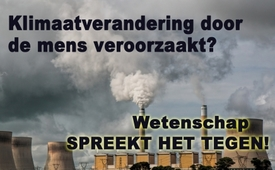 Klimaatverandering door
de mens veroorzaakt?
Wetenschap
SPREEKT HET TEGEN!